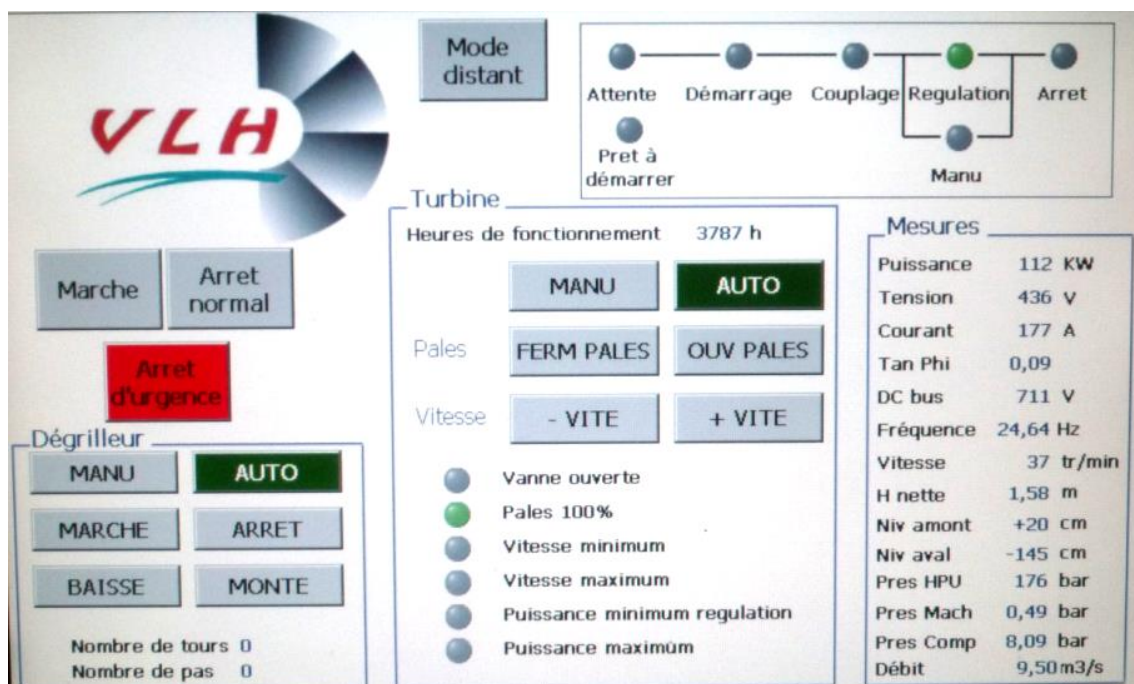 VLH
Mode
distant
Attente Démarrage Couplage Regulation Arret
Pret à
démarrer
Manu
Marche
Arret
normal
Arret
d'urgence
Dégrilleur
MANU AUTO
MARCHE ARRET
BAISSE MONTE
Nombre de tours 0
Nombre de pas 0
Turbine
Heures de fonctionnement 3787 h
MANU AUTO
Pales FERM PALES OUV PALES
Vitesse - VITE + VITE
Vanne ouverte
Pales 100%
Vitesse minimum
Vitesse maximum
Puissance minimum regulation
Puissance maximum
Mesures
Puissance 112 KW
Tension 436 V
Courant 177 A
Tan Phi 0,09
DC bus 711 V
Fréquence 24,64 Hz
Vitesse 37 tr/min
H nette 1,58 m
Niv amont +20 cm
Niv aval -145 cm
Pres HPU 176 bar
Pres Mach 0,49 bar
Pres Comp 8,09 bar
Débit 9,50 m3/s